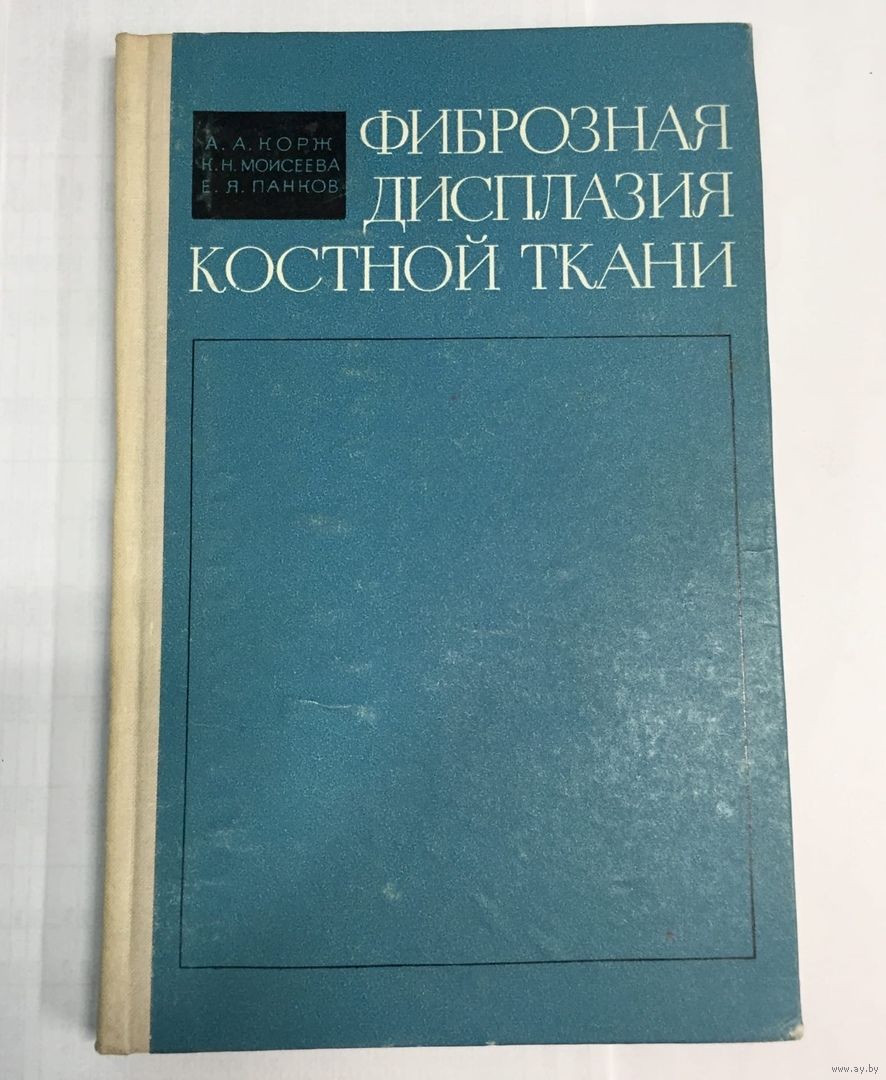 А. А. КОРЖ
К. Н. МОИСЕЕВА
Е. Я. ПАНКОВ
ФИБРОЗНАЯ
ДИСПЛАЗИЯ
КОСТНОЙ ТКАНИ
www.ay.by